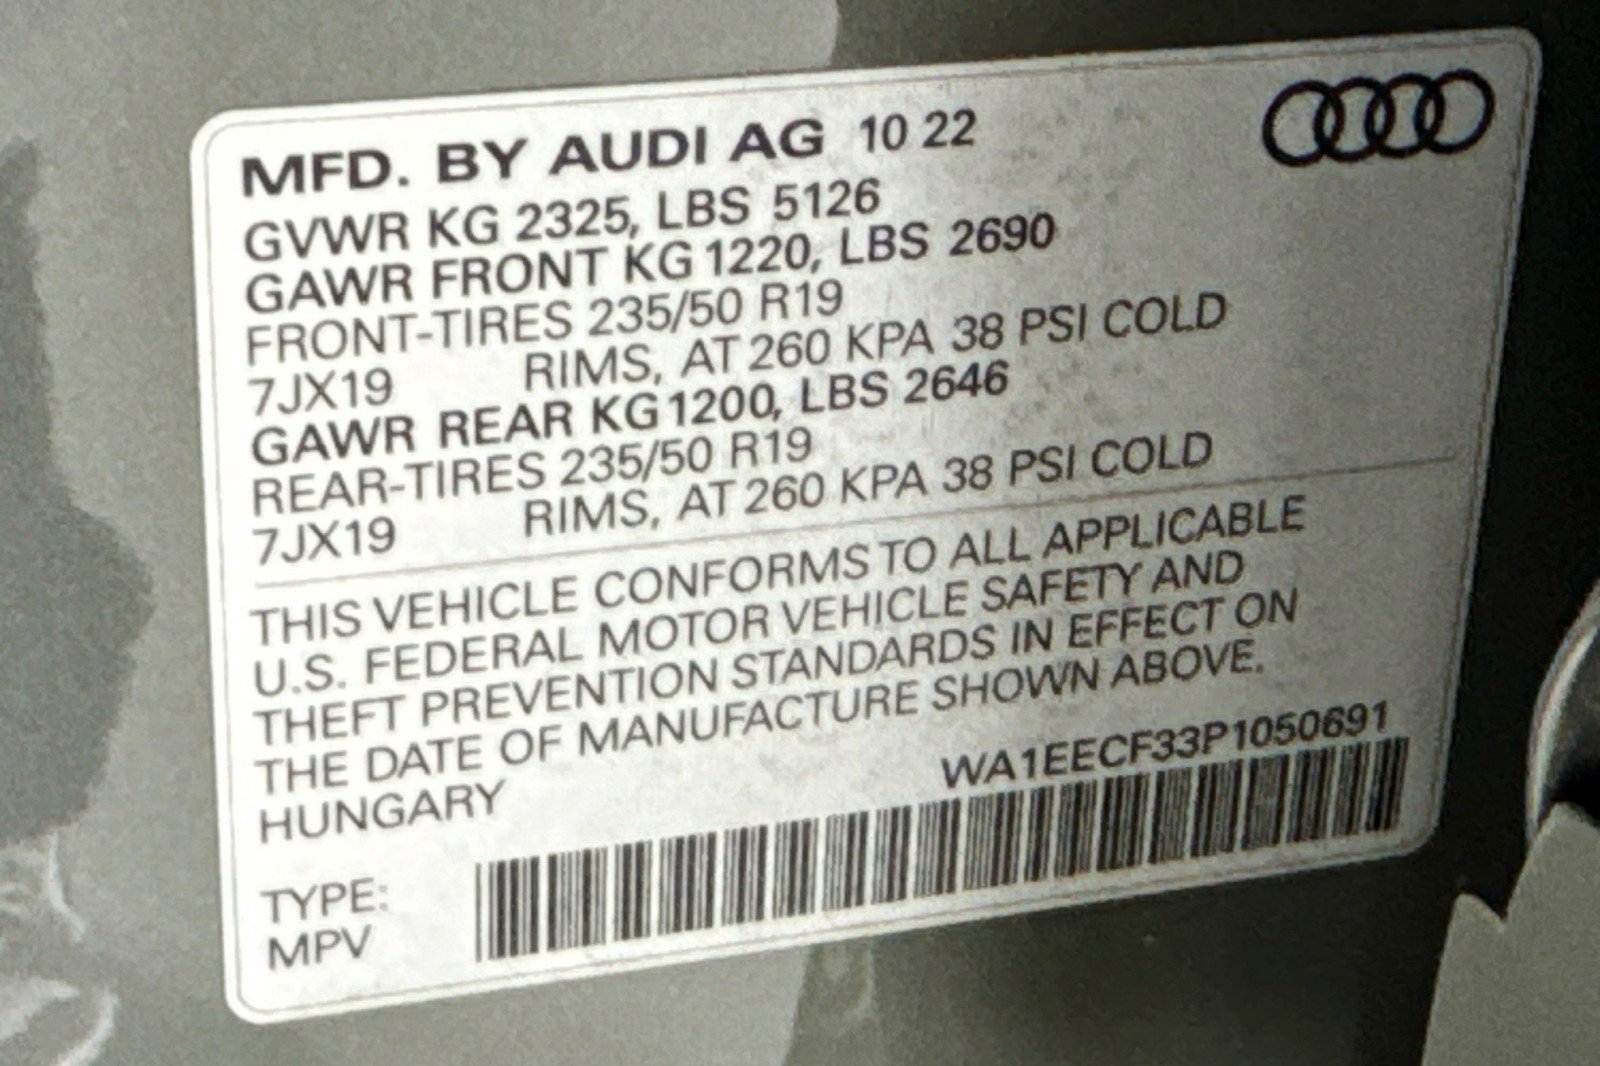 MFD. BY AUDI AG 10 22
GVWR KG 2325, LBS 5126
GAWR FRONT KG 1220, LBS 2690
FRONT-TIRES 235/50 R19
7JX19 RIMS, AT 260 KPA 38 PSI COLD
GAWR REAR KG 1200, LBS 2646
REAR-TIRES 235/50 R19
7JX19 RIMS, AT 260 KPA 38 PSI COLD
THIS VEHICLE CONFORMS TO ALL APPLICABLE
U.S. FEDERAL MOTOR VEHICLE SAFETY AND
THEFT PREVENTION STANDARDS IN EFFECT ON
THE DATE OF MANUFACTURE SHOWN ABOVE.
HUNGARY
WA1EECF33P1050691
TYPE:
MPV